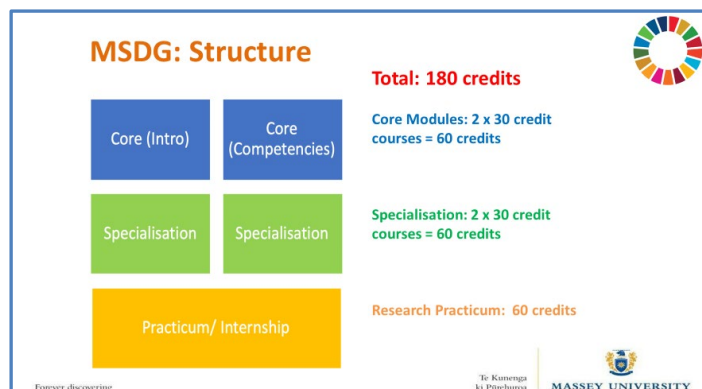 MSDG: Structure
Total: 180 credits
Core (Intro)
Core
(Competencies)
Core Modules: 2 x 30 credit
courses = 60 credits
Specialisation
Specialisation
Specialisation: 2 x 30 credit
courses = 60 credits
Practicum/ Internship
Research Practicum: 60 credits
Forever discovering
Te Kunenga
ki Pūrehuroa
MASSEY UNIVERSITY